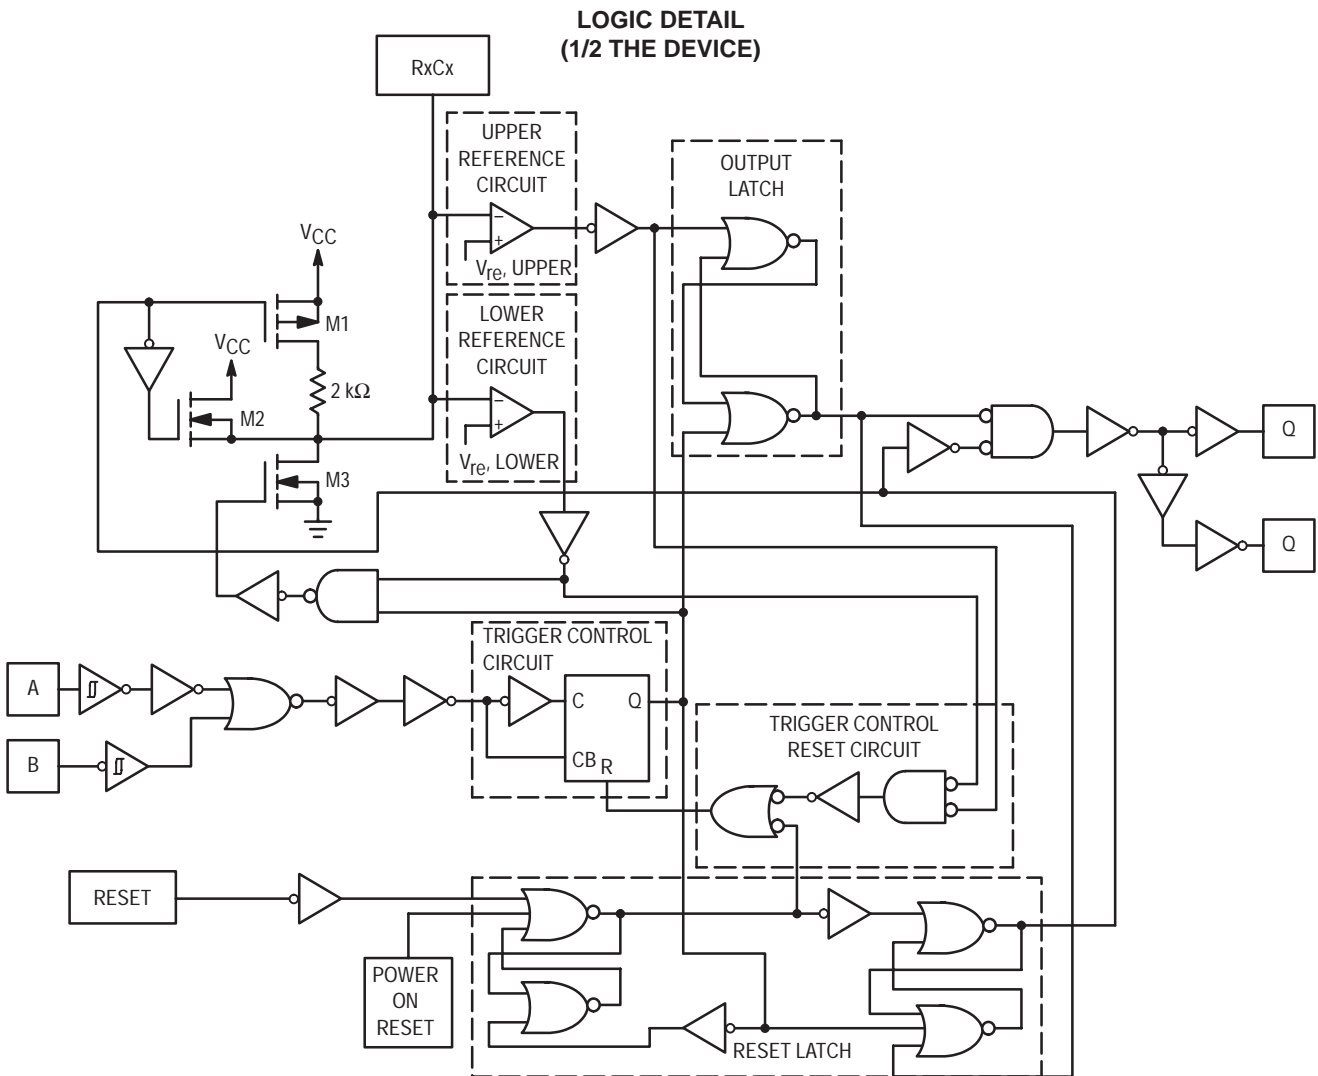 LOGIC DETAIL
(1/2 THE DEVICE)
RxCx
UPPER
REFERENCE
CIRCUIT
−
+
Vre, UPPER
OUTPUT
LATCH
VCC
M1
LOWER
REFERENCE
CIRCUIT
VCC
2 kΩ
M2
−
+
Vre, LOWER
M3
Q
Q
TRIGGER CONTROL
CIRCUIT
A
C
Q
B
CB
R
TRIGGER CONTROL
RESET CIRCUIT
RESET
POWER
ON
RESET
RESET LATCH